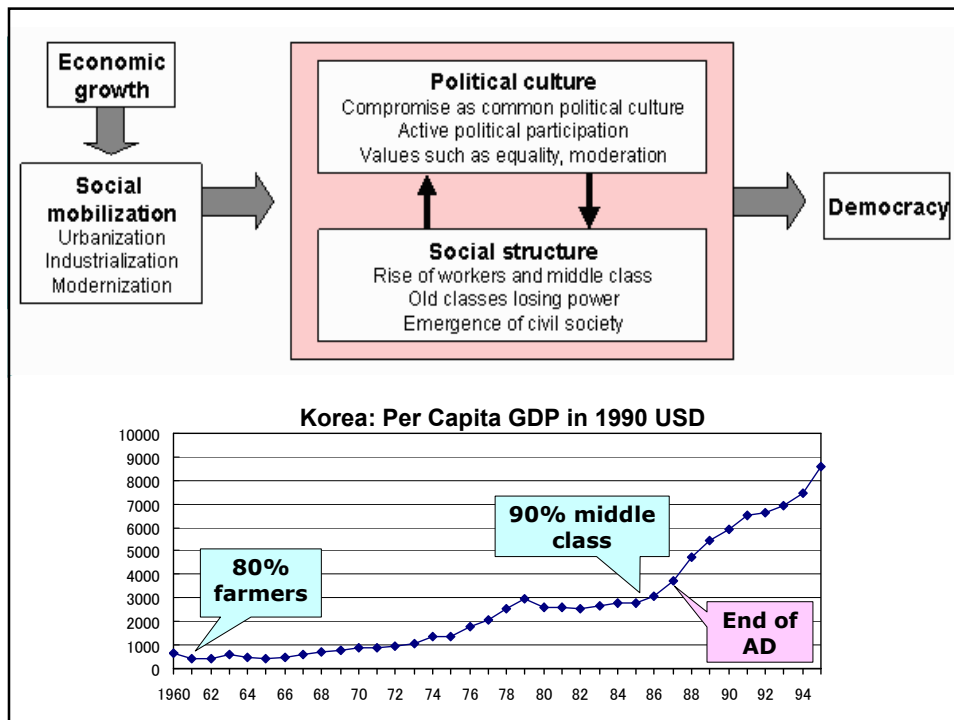 Economic
growth
Social
mobilization
Urbanization
Industrialization
Modernization
Political culture
Compromise as common political culture
Active political participation
Values such as equality, moderation
Social structure
Rise of workers and middle class
Old classes losing power
Emergence of civil society
Democracy
Korea: Per Capita GDP in 1990 USD
10000
9000
8000
7000
6000
5000
4000
3000
2000
1000
0
80%
farmers
90% middle
class
End of
AD
1960 62 64 66 68 70 72 74 76 78 80 82 84 86 88 90 92 94